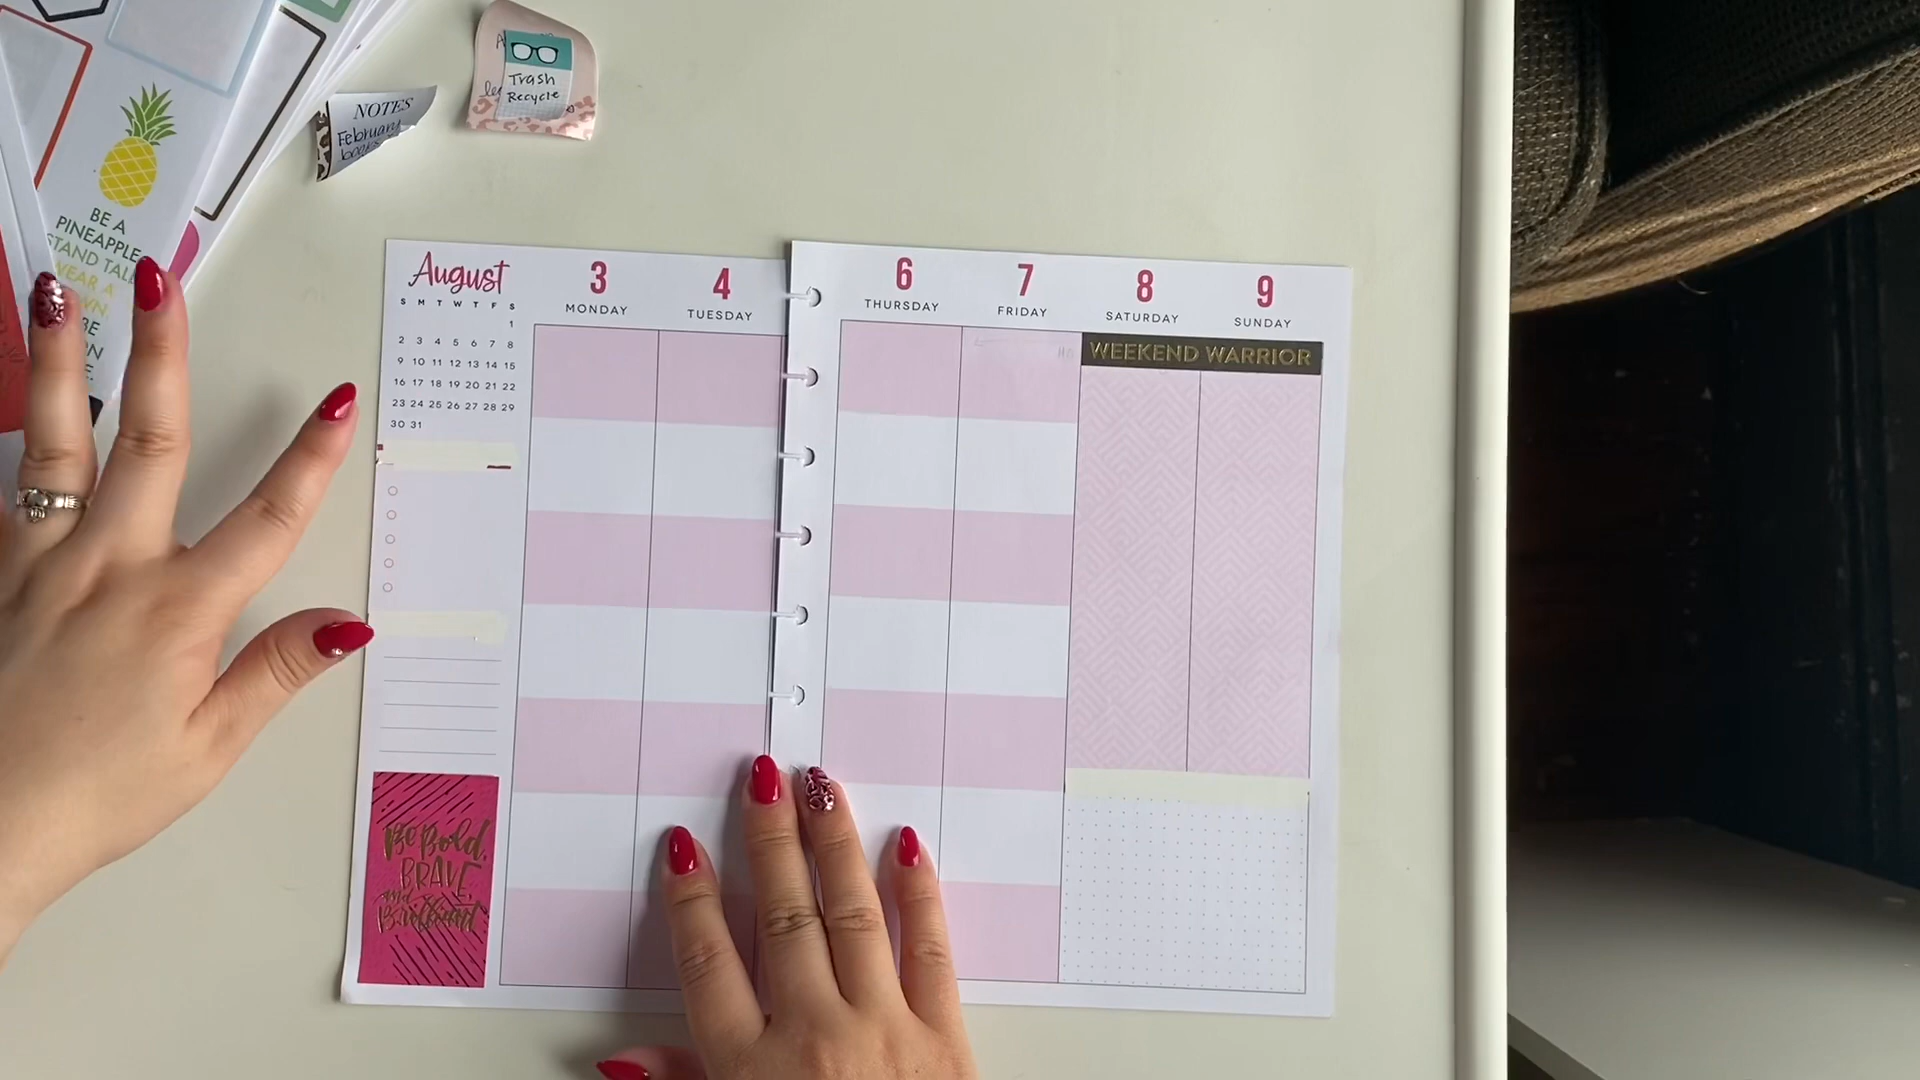 Trash
Recycle
NOTES
February
books
BE A
PINEAPPLE
STAND TALL
WEAR A
BE
August
S M T W T F S
1
2 3 4 5 6 7 8
9 10 11 12 13 14 15
16 17 18 19 20 21 22
23 24 25 26 27 28 29
30 31
3
MONDAY
4
TUESDAY
6
THURSDAY
7
FRIDAY
8
SATURDAY
9
SUNDAY
WEEKEND WARRIOR
Be Bold,
BRAVE
and
Brilliant